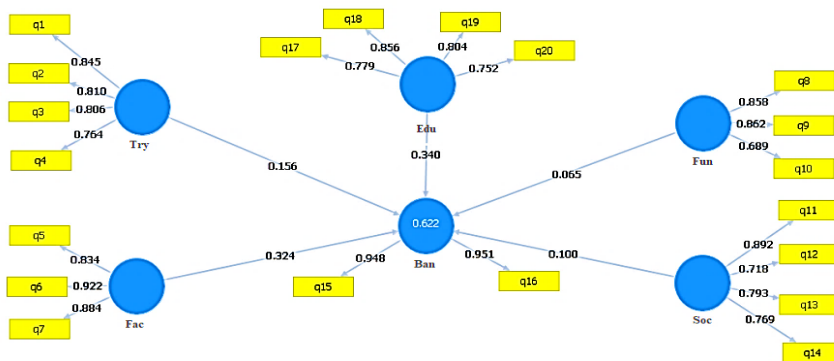 q1
q2
q3
q4
0.845
0.810
0.806
0.764
Try
q17
q18
q19
q20
0.779
0.856
0.804
0.752
Edu
q8
q9
q10
0.858
0.862
0.689
Fun
0.156
0.340
0.065
q5
q6
q7
0.834
0.922
0.884
Fac
0.324
0.622
Ban
0.948
0.951
q15
q16
0.100
q11
q12
q13
q14
0.892
0.718
0.793
0.769
Soc